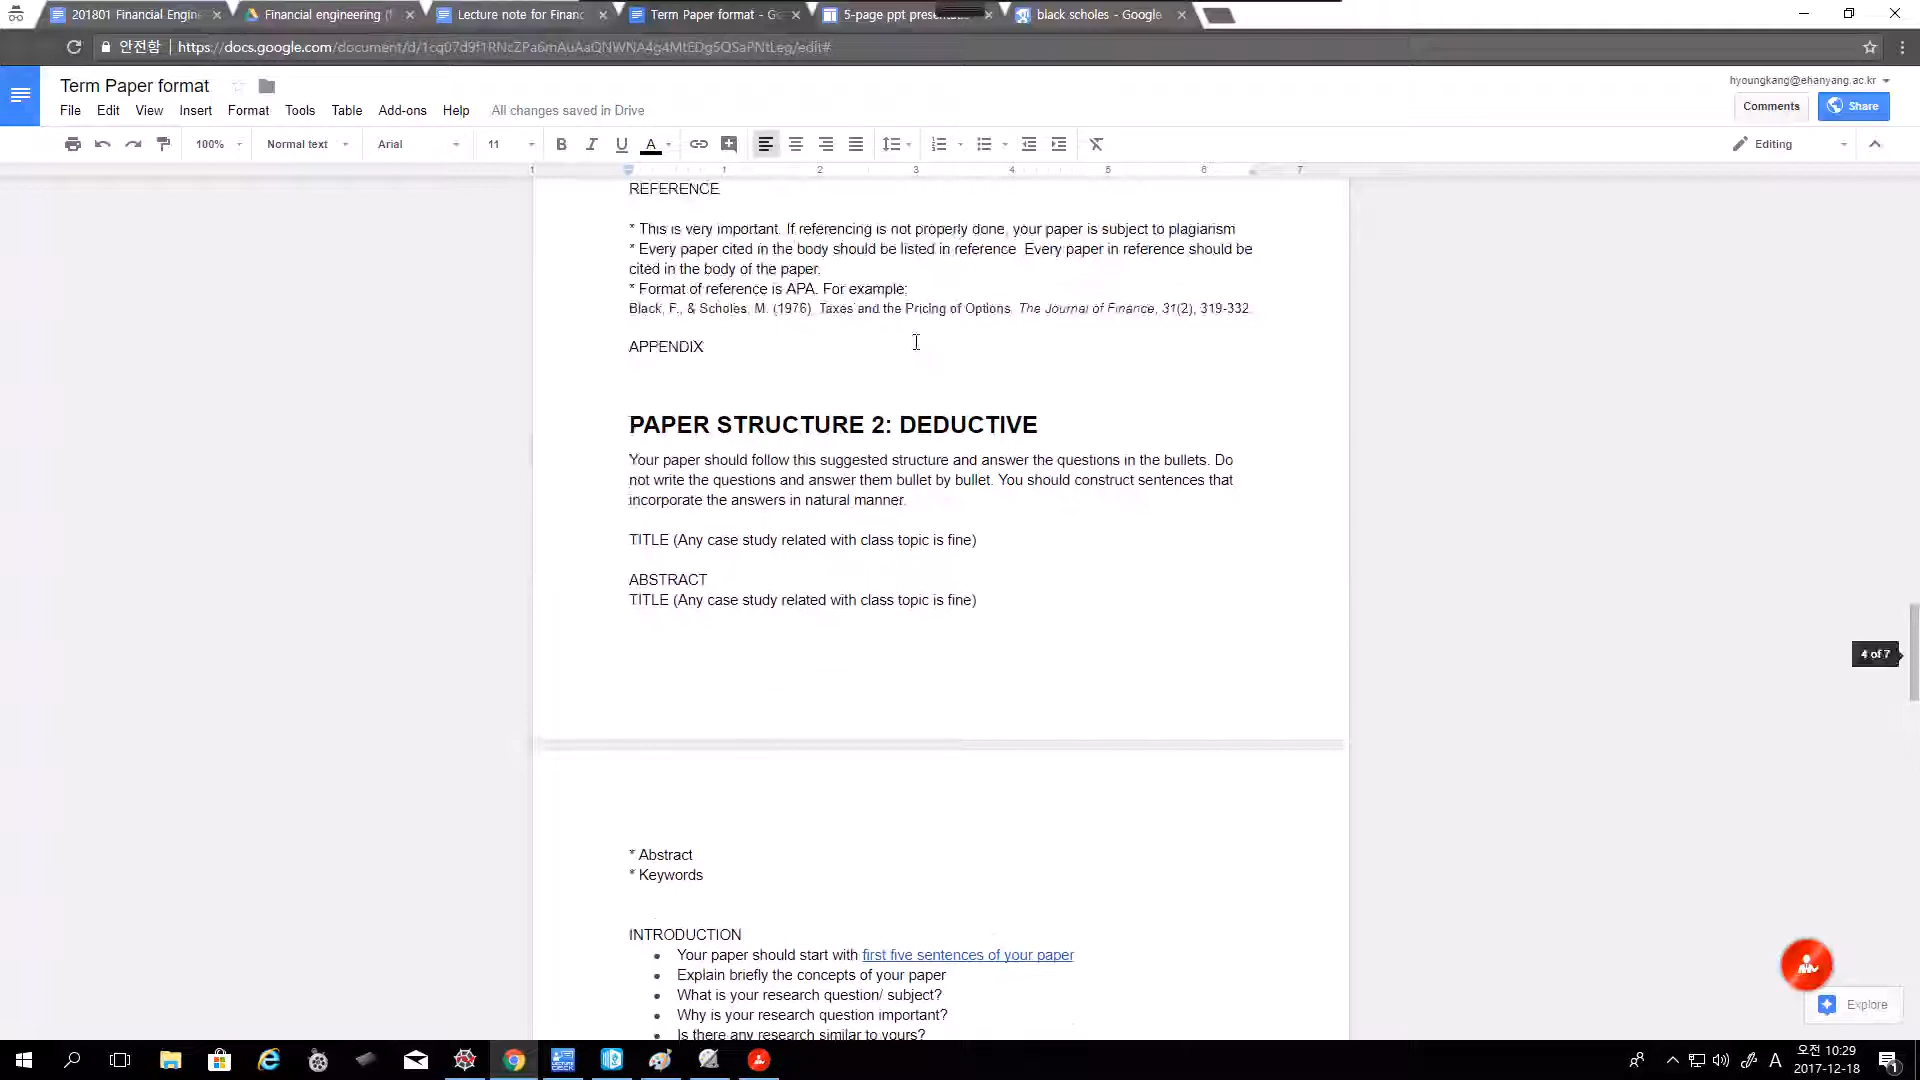 201801 Financial Engin
Financial engineering (
Lecture note for Financ
Term Paper format - G
5-page ppt presentati
black scholes - Google
안전함
https://docs.google.com/document/d/1cq07d9f1RNcZPa6mAuAaQNWNA4g4MtEDg5QSaPNtLeg/edit#
Term Paper format
hyoungkang@ehanyang.ac.kr
File Edit View Insert Format Tools Table Add-ons Help All changes saved in Drive
Comments
Share
100% Normal text Arial 11 B I U A
Editing
1 1 2 3 4 5 6 7
REFERENCE
* This is very important. If referencing is not properly done, your paper is subject to plagiarism
* Every paper cited in the body should be listed in reference. Every paper in reference should be
cited in the body of the paper.
* Format of reference is APA. For example:
Black, F., & Scholes, M. (1976). Taxes and the Pricing of Options. The Journal of Finance, 31(2), 319-332.
APPENDIX
PAPER STRUCTURE 2: DEDUCTIVE
Your paper should follow this suggested structure and answer the questions in the bullets. Do
not write the questions and answer them bullet by bullet. You should construct sentences that
incorporate the answers in natural manner.
TITLE (Any case study related with class topic is fine)
ABSTRACT
TITLE (Any case study related with class topic is fine)
4 of 7
* Abstract
* Keywords
INTRODUCTION
• Your paper should start with first five sentences of your paper
• Explain briefly the concepts of your paper
• What is your research question/ subject?
• Why is your research question important?
• Is there any research similar to yours?
Explore
A
오전 10:29
2017-12-18
1